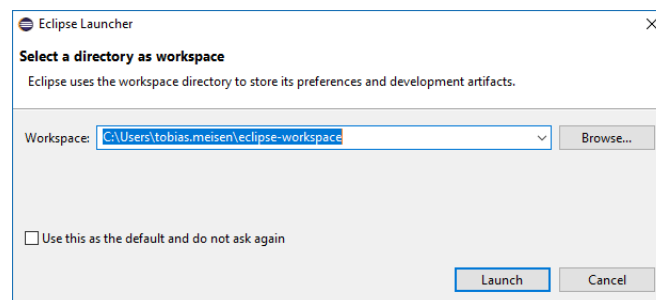 Eclipse Launcher
Select a directory as workspace
Eclipse uses the workspace directory to store its preferences and development artifacts.
Workspace: C:\Users\tobias.meisen\eclipse-workspace Browse...
Use this as the default and do not ask again
Launch Cancel